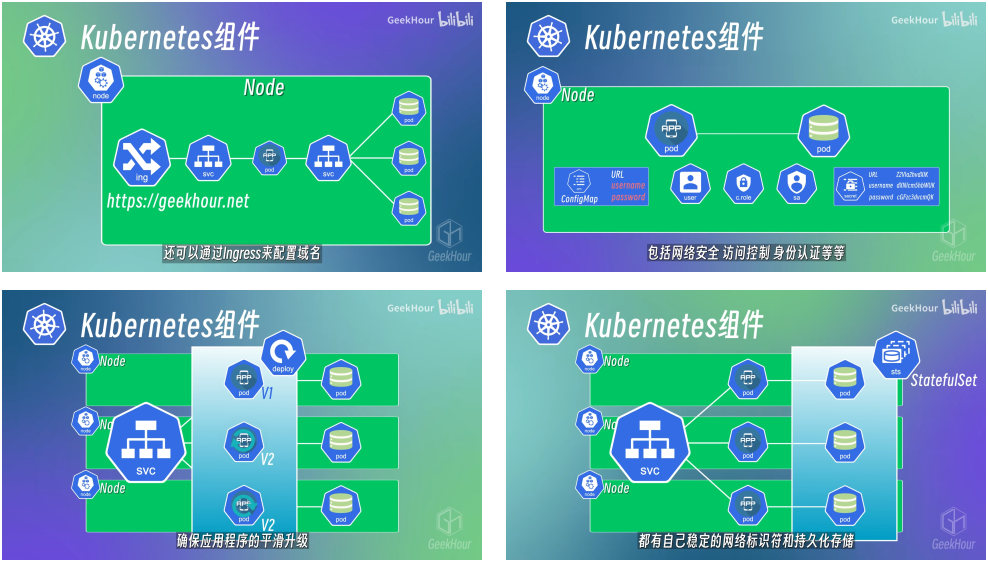 GeekHour bilibili
Kubernetes组件
node
Node
ing
svc
pod
svc
pod
pod
pod
https://geekhour.net
还可以通过Ingress来配置域名
GeekHour
GeekHour bilibili
Kubernetes组件
node
Node
APP
pod
pod
ConfigMap
URL
username
password
user
c.role
sa
secret
URL
username
password
还可以
包括网络安全 访问控制 身份认证等等
GeekHour
GeekHour bilibili
Kubernetes组件
node
Node
deploy
APP
pod
V1
pod
node
No
svc
APP
pod
V2
pod
node
Node
pod
V2
pod
确保应用程序的平滑升级
GeekHour
GeekHour bilibili
Kubernetes组件
node
Node
sts
StatefulSet
APP
pod
pod
node
No
svc
APP
pod
pod
node
Node
APP
pod
pod
都有自己稳定的网络标识符和持久化存储
GeekHour